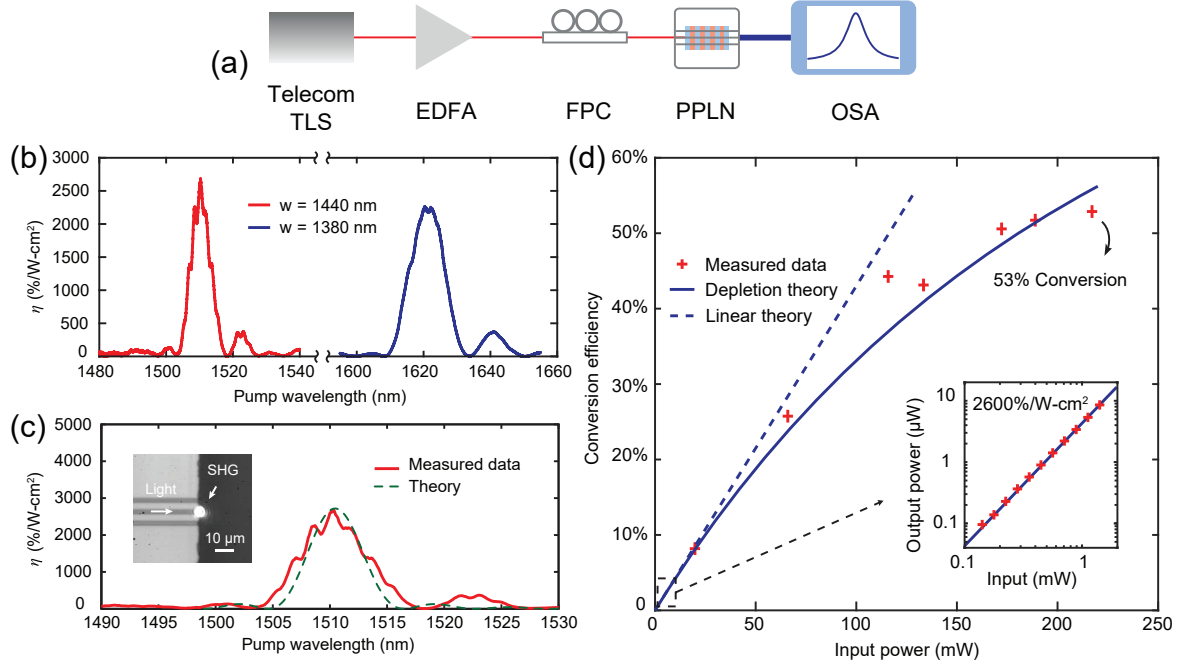 (a)
Telecom
TLS
EDFA
FPC
PPLN
OSA
(b)
3000
2500
2000
1500
1000
500
0
η (%/W-cm²)
w = 1440 nm
w = 1380 nm
1480 1500 1520 1540 1600 1620 1640 1660
Pump wavelength (nm)
(c)
5000
4000
3000
2000
1000
0
η (%/W-cm²)
Light
SHG
10 µm
Measured data
Theory
1490 1495 1500 1505 1510 1515 1520 1525 1530
Pump wavelength (nm)
(d)
60%
50%
40%
30%
20%
10%
0
Conversion efficiency
Measured data
Depletion theory
Linear theory
53% Conversion
2600%/W-cm²
10
1
0.1
Output power (µW)
0.1 1
Input (mW)
0 50 100 150 200 250
Input power (mW)